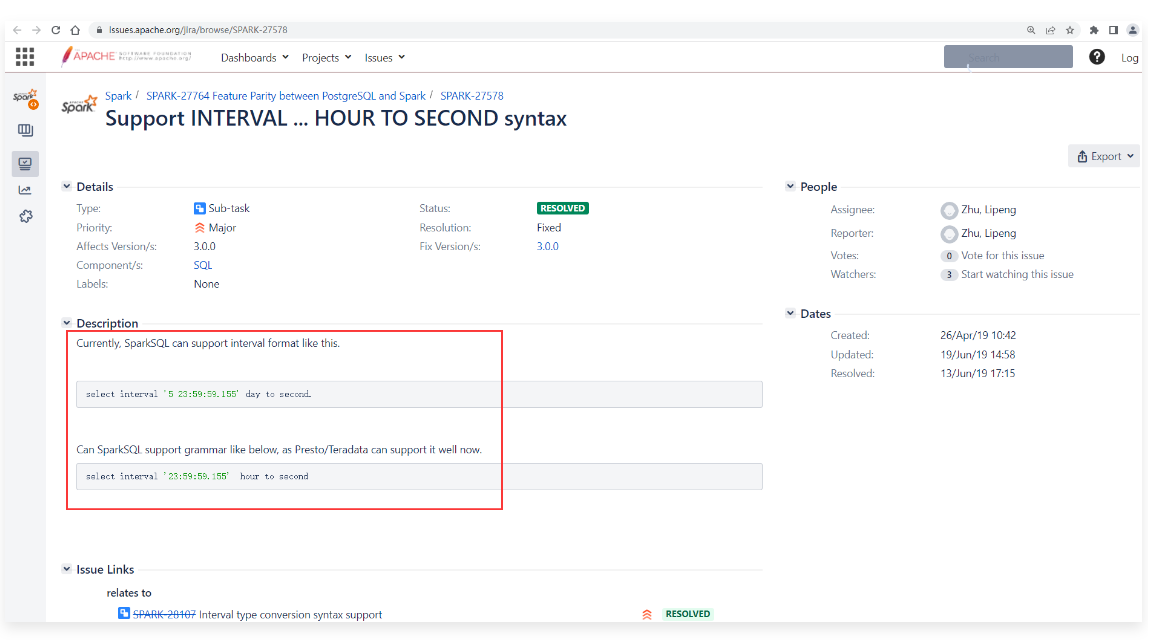 issues.apache.org/jira/browse/SPARK-27578
APACHE SOFTWARE FOUNDATION
http://www.apache.org/
Dashboards Projects Issues
Search
Log
Spark
Spark
Spark / SPARK-27764 Feature Parity between PostgreSQL and Spark / SPARK-27578
Support INTERVAL ... HOUR TO SECOND syntax
Export
Details
Type: Sub-task
Status: RESOLVED
Priority: Major
Resolution: Fixed
Affects Version/s: 3.0.0
Fix Version/s: 3.0.0
Component/s: SQL
Labels: None
People
Assignee: Zhu, Lipeng
Reporter: Zhu, Lipeng
Votes: 0 Vote for this issue
Watchers: 3 Start watching this issue
Description
Currently, SparkSQL can support interval format like this.
select interval '5 23:59:59.155' day to second.
Can SparkSQL support grammar like below, as Presto/Teradata can support it well now.
select interval '23:59:59.155' hour to second
Dates
Created: 26/Apr/19 10:42
Updated: 19/Jun/19 14:58
Resolved: 13/Jun/19 17:15
Issue Links
relates to
SPARK-28107 Interval type conversion syntax support RESOLVED